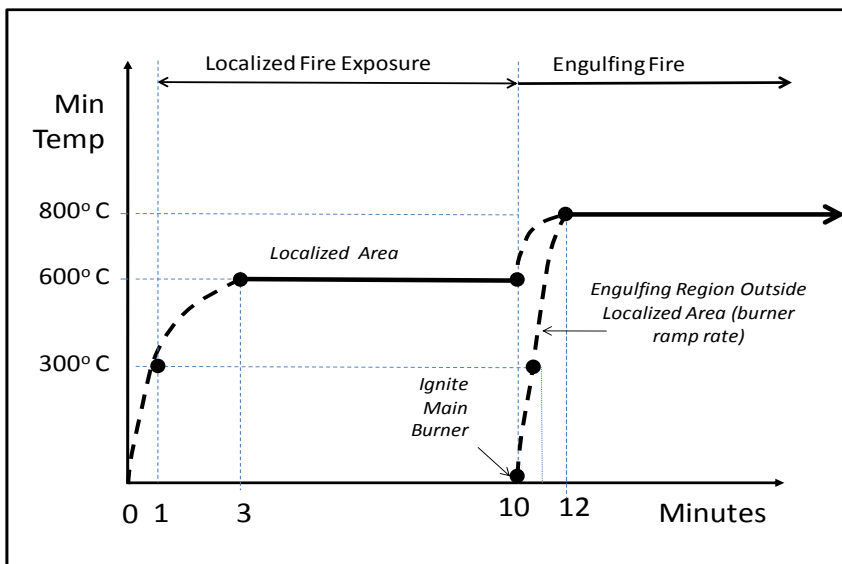 Localized Fire Exposure
Engulfing Fire
Min
Temp
800° C
600° C
300° C
Localized Area
Engulfing Region Outside
Localized Area (burner
ramp rate)
Ignite
Main
Burner
0 1 3 10 12 Minutes